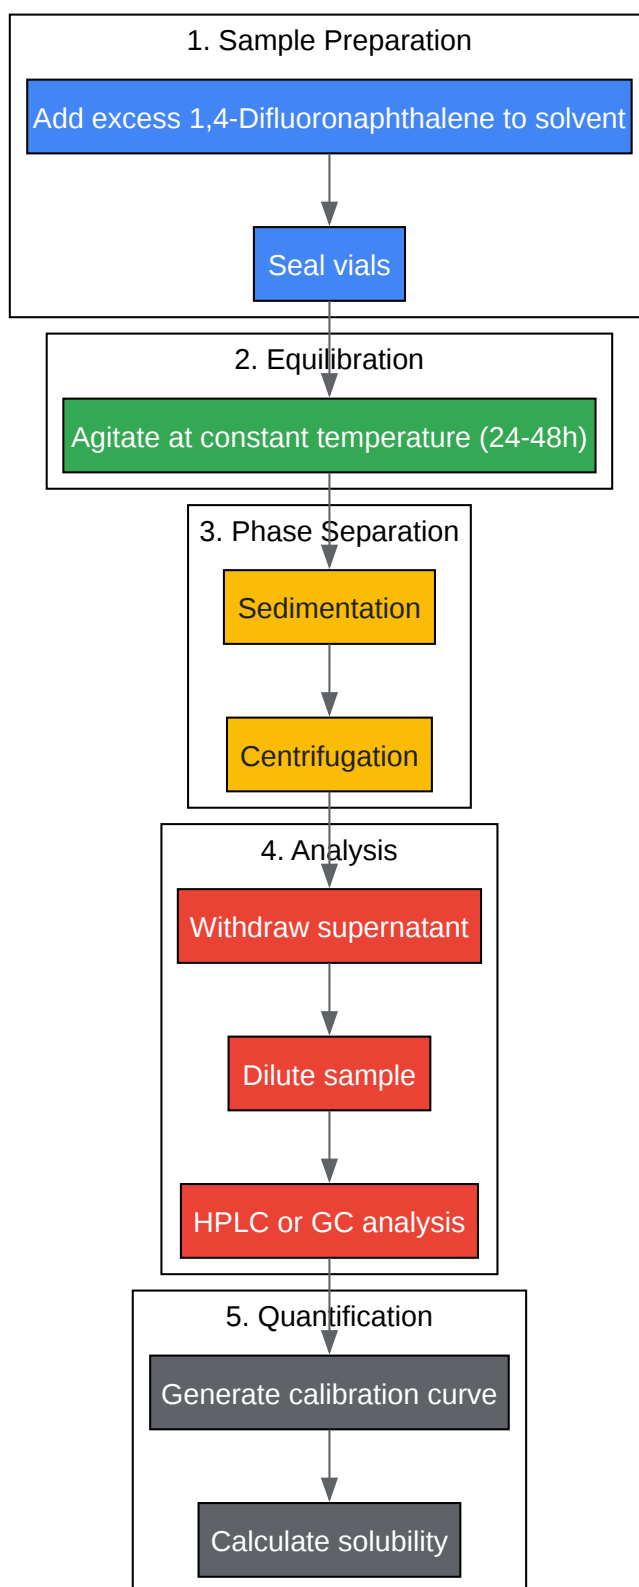 1. Sample Preparation
Add excess 1,4-Difluoronaphthalene to solvent
Seal vials
2. Equilibration
Agitate at constant temperature (24-48h)
3. Phase Separation
Sedimentation
Centrifugation
4. Analysis
Withdraw supernatant
Dilute sample
HPLC or GC analysis
5. Quantification
Generate calibration curve
Calculate solubility